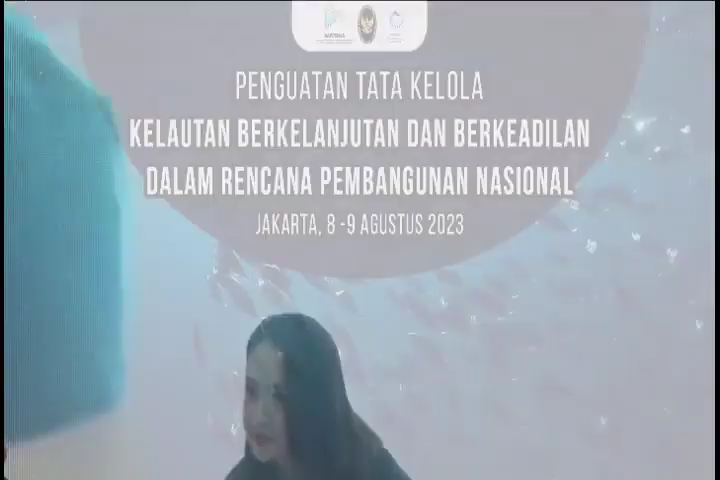 PENGUATAN TATA KELOLA
KELAUTAN BERKELANJUTAN DAN BERKEADILAN
DALAM RENCANA PEMBANGUNAN NASIONAL
JAKARTA, 8 -9 AGUSTUS 2023